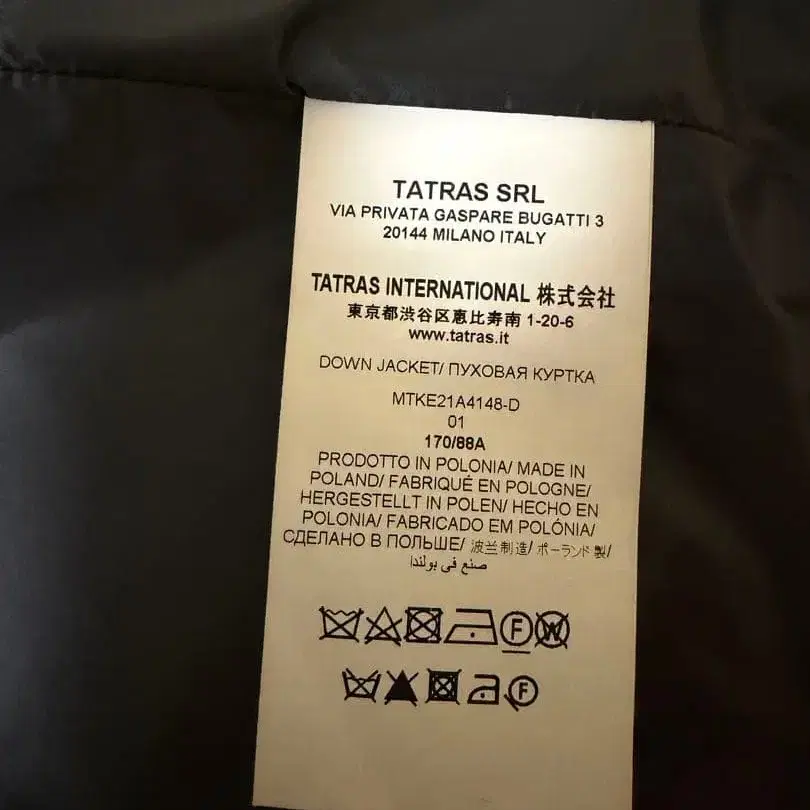 TATRAS SRL
VIA PRIVATA GASPARE BUGATTI 3
20144 MILANO ITALY
TATRAS INTERNATIONAL 株式会社
東京都渋谷区恵比寿南 1-20-6
www.tatras.it
DOWN JACKET/ ПУХОВАЯ КУРТКА
MTKE21A4148-D
01
170/88A
PRODOTTO IN POLONIA/ MADE IN
POLAND/ FABRIQUÉ EN POLOGNE/
HERGESTELLT IN POLEN/ HECHO EN
POLONIA/ FABRICADO EM POLÓNIA/
СДЕЛАНО В ПОЛЬШЕ/ 波兰制造/ ポーランド製/
صنع في بولندا
F W
F